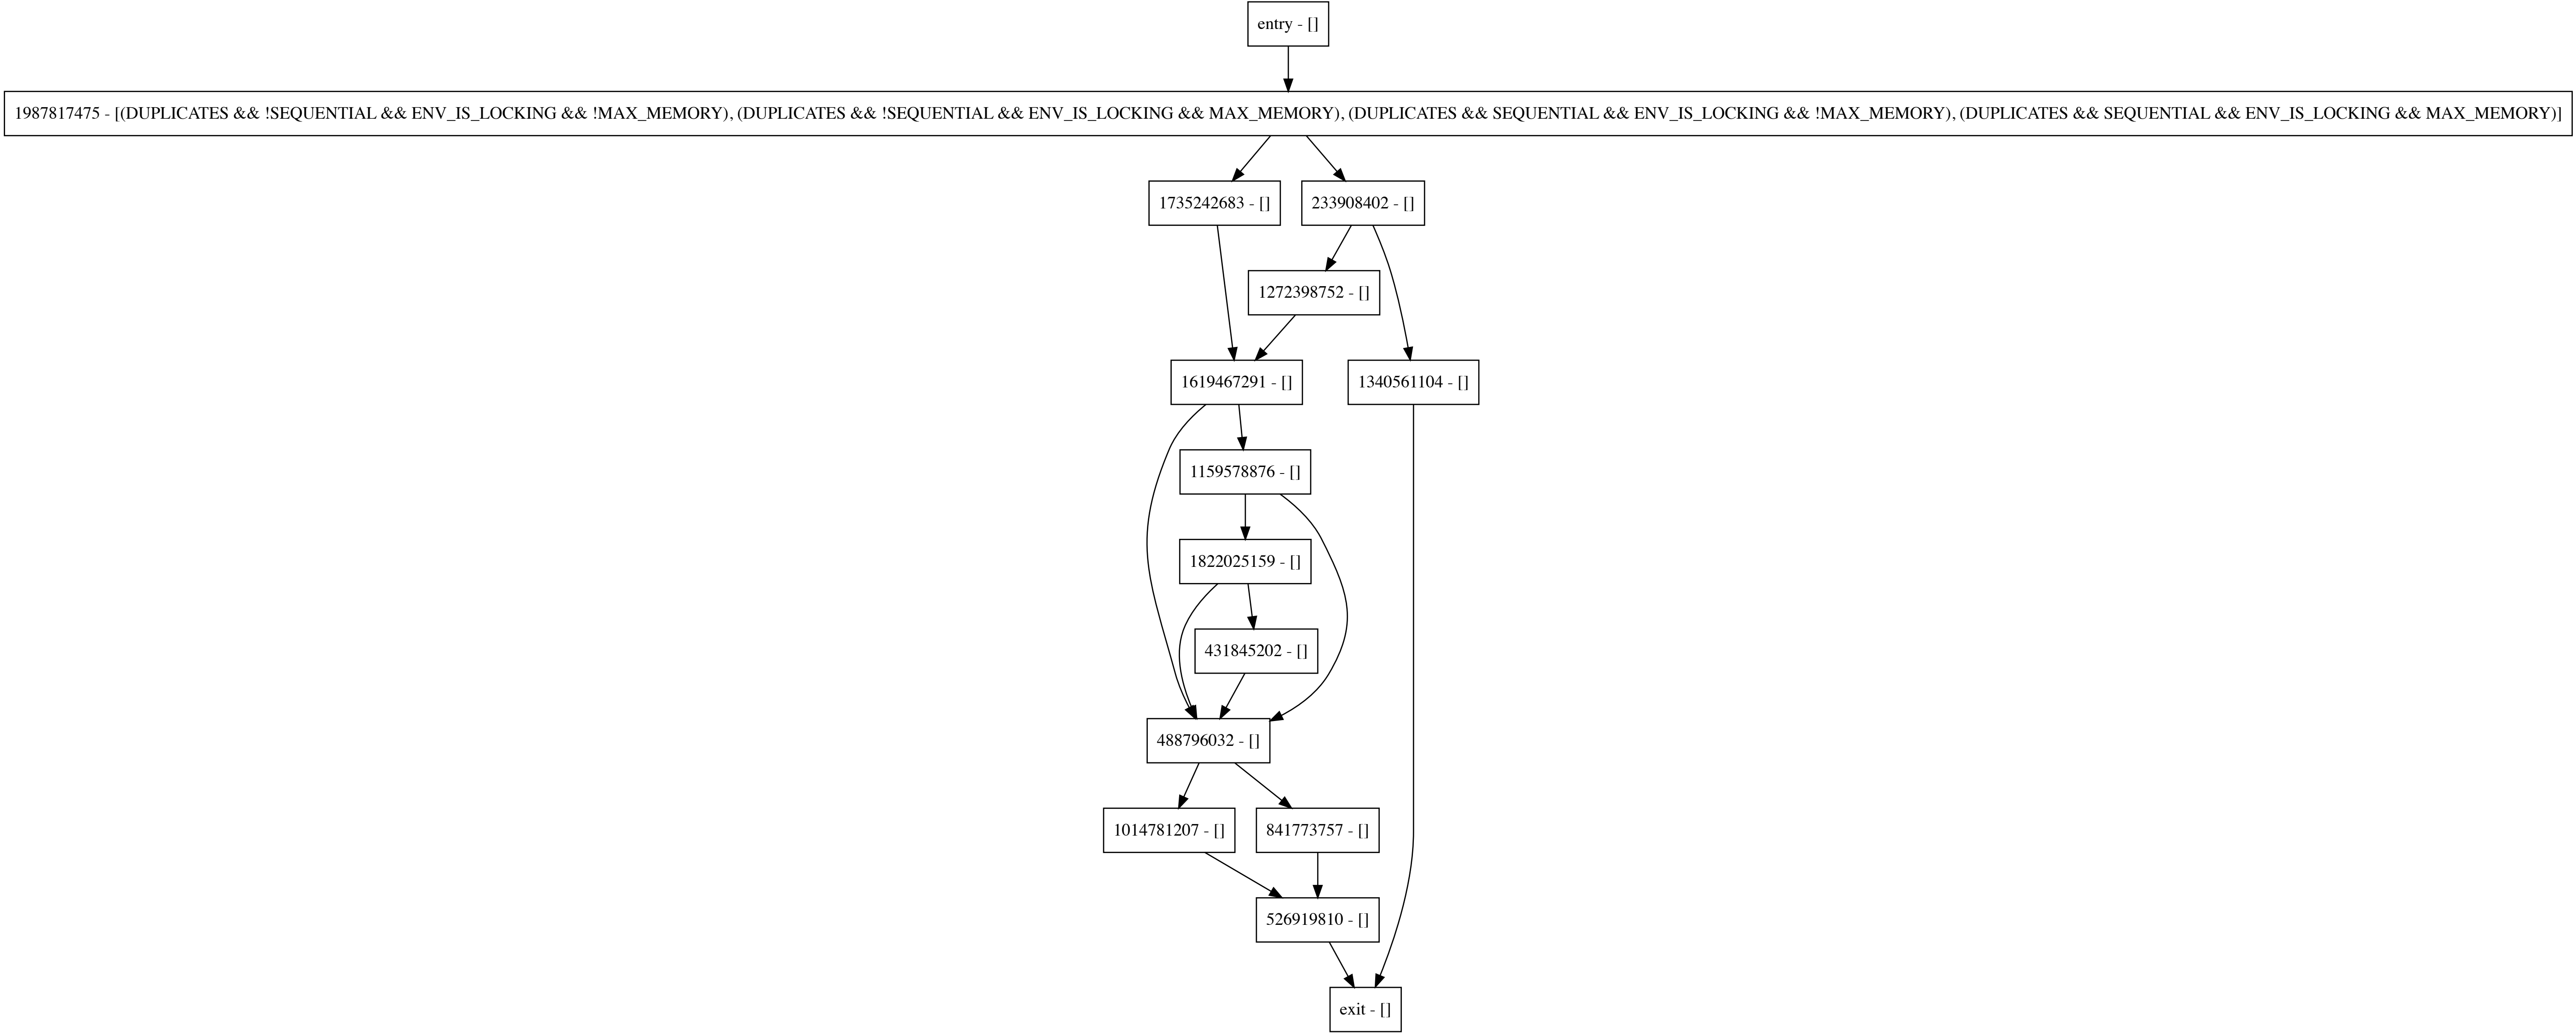 entry - []
1987817475 - [(DUPLICATES && !SEQUENTIAL && ENV_IS_LOCKING && !MAX_MEMORY), (DUPLICATES && !SEQUENTIAL && ENV_IS_LOCKING && MAX_MEMORY), (DUPLICATES && SEQUENTIAL && ENV_IS_LOCKING && !MAX_MEMORY), (DUPLICATES && SEQUENTIAL && ENV_IS_LOCKING && MAX_MEMORY)]
1735242683 - []
233908402 - []
1272398752 - []
1619467291 - []
1340561104 - []
1159578876 - []
1822025159 - []
431845202 - []
488796032 - []
1014781207 - []
841773757 - []
526919810 - []
exit - []